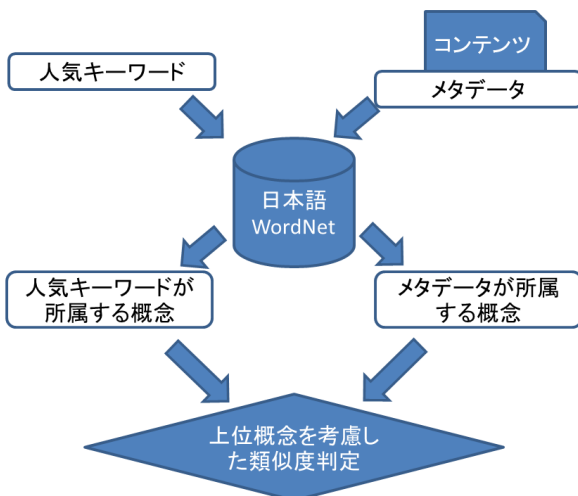 コンテンツ
人気キーワード
メタデータ
日本語
WordNet
人気キーワードが
所属する概念
メタデータが所属
する概念
上位概念を考慮し
た類似度判定